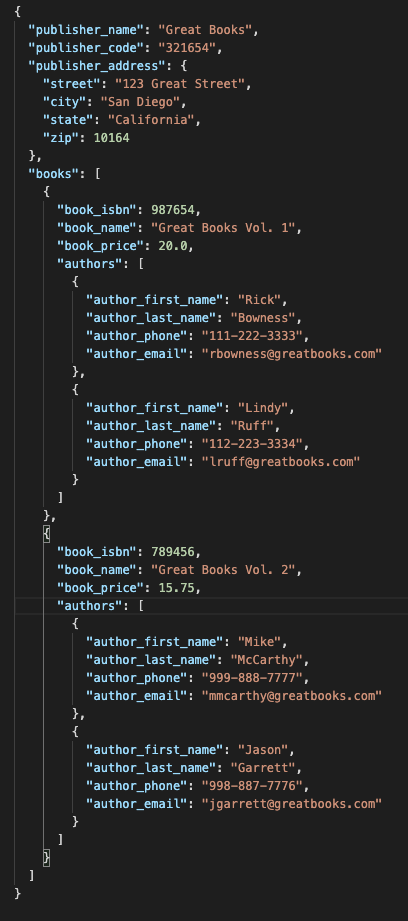 {
  "publisher_name": "Great Books",
  "publisher_code": "321654",
  "publisher_address": {
    "street": "123 Great Street",
    "city": "San Diego",
    "state": "California",
    "zip": 10164
  },
  "books": [
    {
      "book_isbn": 987654,
      "book_name": "Great Books Vol. 1",
      "book_price": 20.0,
      "authors": [
        {
          "author_first_name": "Rick",
          "author_last_name": "Bowness",
          "author_phone": "111-222-3333",
          "author_email": "rbowness@greatbooks.com"
        },
        {
          "author_first_name": "Lindy",
          "author_last_name": "Ruff",
          "author_phone": "112-223-3334",
          "author_email": "lruff@greatbooks.com"
        }
      ]
    },
    {
      "book_isbn": 789456,
      "book_name": "Great Books Vol. 2",
      "book_price": 15.75,
      "authors": [
        {
          "author_first_name": "Mike",
          "author_last_name": "McCarthy",
          "author_phone": "999-888-7777",
          "author_email": "mmcarthy@greatbooks.com"
        },
        {
          "author_first_name": "Jason",
          "author_last_name": "Garrett",
          "author_phone": "998-887-7776",
          "author_email": "jgarrett@greatbooks.com"
        }
      ]
    }
  ]
}